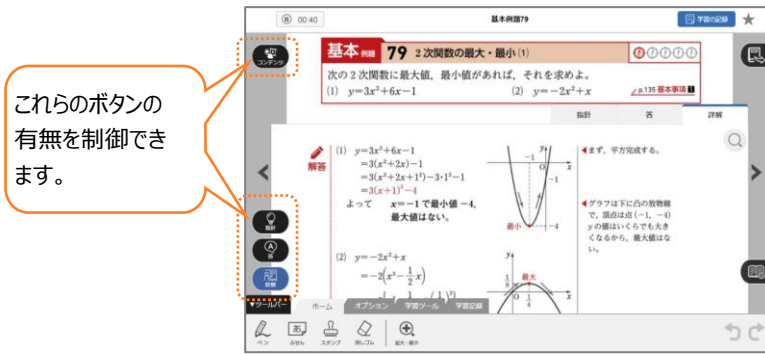 これらのボタンの
有無を制御でき
ます。
00:40
基本例題79
学習の記録
コンテンツ
基本 例題 79 2次関数の最大・最小(1)
次の2次関数に最大値，最小値があれば，それを求めよ。
(1) y=3x²+6x−1 (2) y=−2x²+x
p.135 基本事項 1
指針 答 詳解
解答
(1) y=3x²+6x−1
=3(x²+2x)−1
=3(x²+2x+1²)−3・1²−1
=3(x+1)²−4
よって x=−1 で最小値 −4,
最大値はない。
y
−1
O
x
−1
最小
−4
◀まず，平方完成する。
◀グラフは下に凸の放物線
で，頂点は点(−1, −4)
yの値はいくらでも大き
くなるから，最大値はな
い。
指針
答
詳解
(2) y=−2x²+x
=−2(x²−1/2x)
y
1/8
最大
O
1/4
x
▼ツールバー ホーム オプション 学習ツール 学習記録
ペン ふせん スタンプ 消しゴム 拡大・縮小